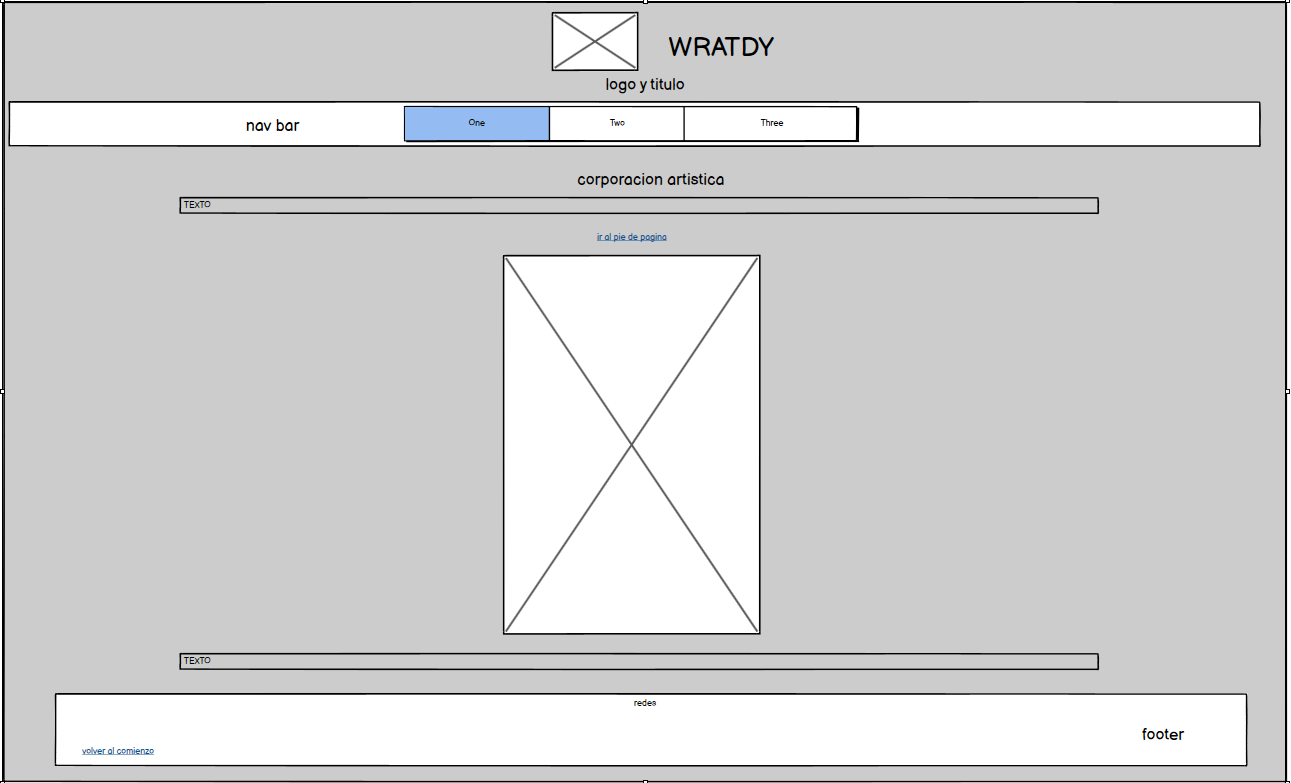 WRATDY
logo y titulo
nav bar
One
Two
Three
corporacion artistica
TEXTO
ir al pie de pagina
TEXTO
redes
footer
volver al comienzo